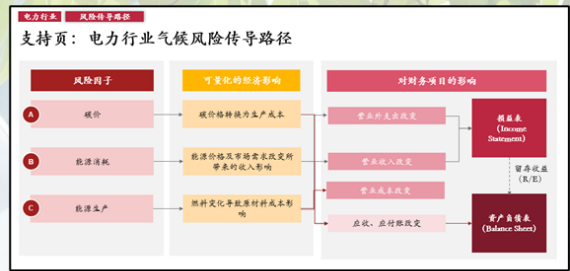 电力行业 风险传导路径
支持页：电力行业气候风险传导路径
风险因子
可量化的经济影响
对财务项目的影响
A
碳价
碳价格转换为生产成本
营业外支出改变
损益表
(Income
Statement)
B
能源消耗
能源价格及市场需求改变所
带来的收入影响
营业收入改变
留存收益
(R/E)
营业成本改变
C
能源生产
燃料变化导致原材料成本影
响
应收、应付账改变
资产负债表
(Balance Sheet)